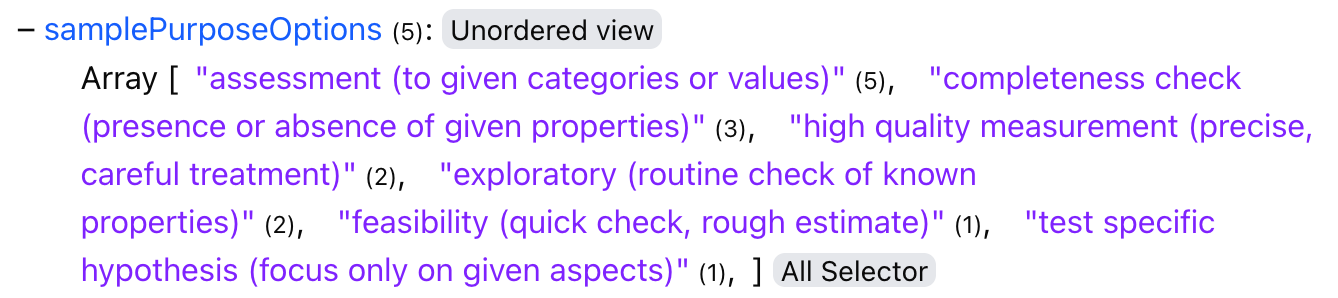 – samplePurposeOptions (5): Unordered view
Array [ "assessment (to given categories or values)" (5), "completeness check
(presence or absence of given properties)" (3), "high quality measurement (precise,
careful treatment)" (2), "exploratory (routine check of known
properties)" (2), "feasibility (quick check, rough estimate)" (1), "test specific
hypothesis (focus only on given aspects)" (1), ] All Selector